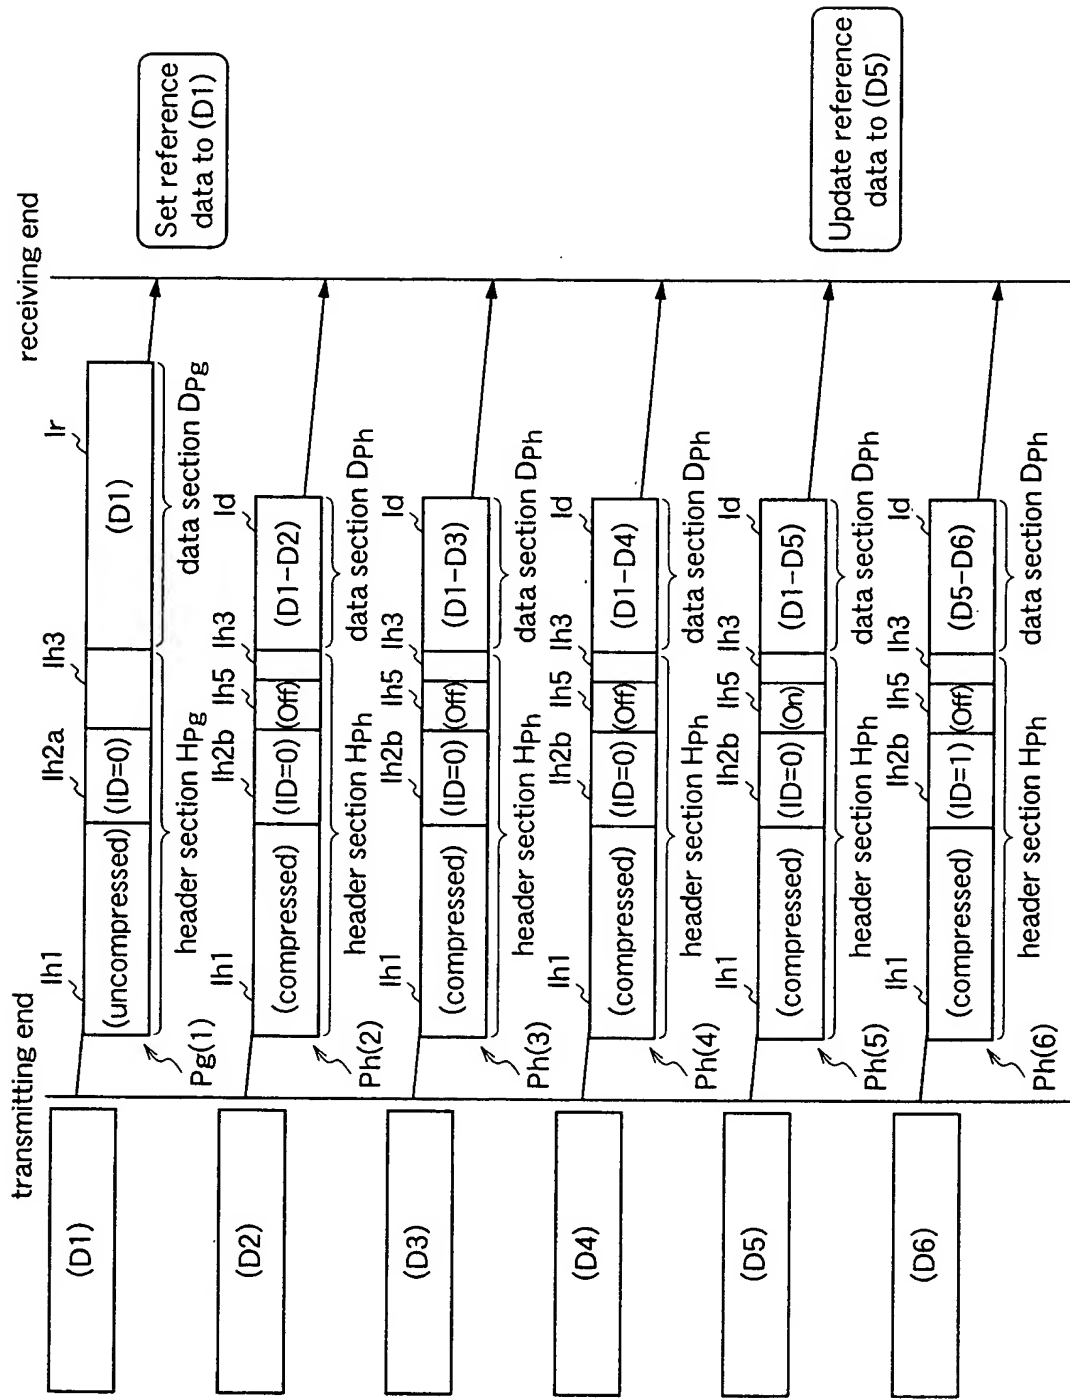 transmitting end
receiving end
(D1)
Ih1
Ih2a
Ih3
Ir
(uncompressed)
(ID=0)
(D1)
Pg(1)
header section HPg
data section DPg
Set reference
data to (D1)
(D2)
Ih1
Ih2b
Ih5
Ih3
Id
(compressed)
(ID=0)
(Off)
(D1-D2)
Ph(2)
header section HPh
data section DPh
(D3)
Ih1
Ih2b
Ih5
Ih3
Id
(compressed)
(ID=0)
(Off)
(D1-D3)
Ph(3)
header section HPh
data section DPh
(D4)
Ih1
Ih2b
Ih5
Ih3
Id
(compressed)
(ID=0)
(Off)
(D1-D4)
Ph(4)
header section HPh
data section DPh
(D5)
Ih1
Ih2b
Ih5
Ih3
Id
(compressed)
(ID=0)
(On)
(D1-D5)
Ph(5)
header section HPh
data section DPh
Update reference
data to (D5)
(D6)
Ih1
Ih2b
Ih5
Ih3
Id
(compressed)
(ID=1)
(Off)
(D5-D6)
Ph(6)
header section HPh
data section DPh